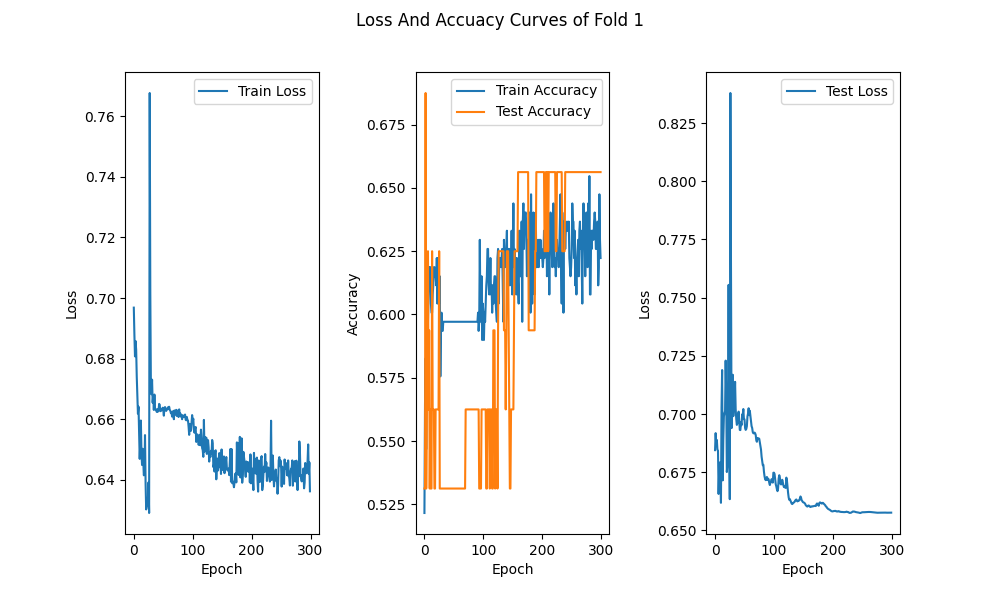 Loss And Accuacy Curves of Fold 1
Train Loss
0.76
0.74
0.72
0.70
0.68
0.66
0.64
Loss
0 100 200 300
Epoch
Train Accuracy
Test Accuracy
0.675
0.650
0.625
0.600
0.575
0.550
0.525
Accuracy
0 100 200 300
Epoch
Test Loss
0.825
0.800
0.775
0.750
0.725
0.700
0.675
0.650
Loss
0 100 200 300
Epoch